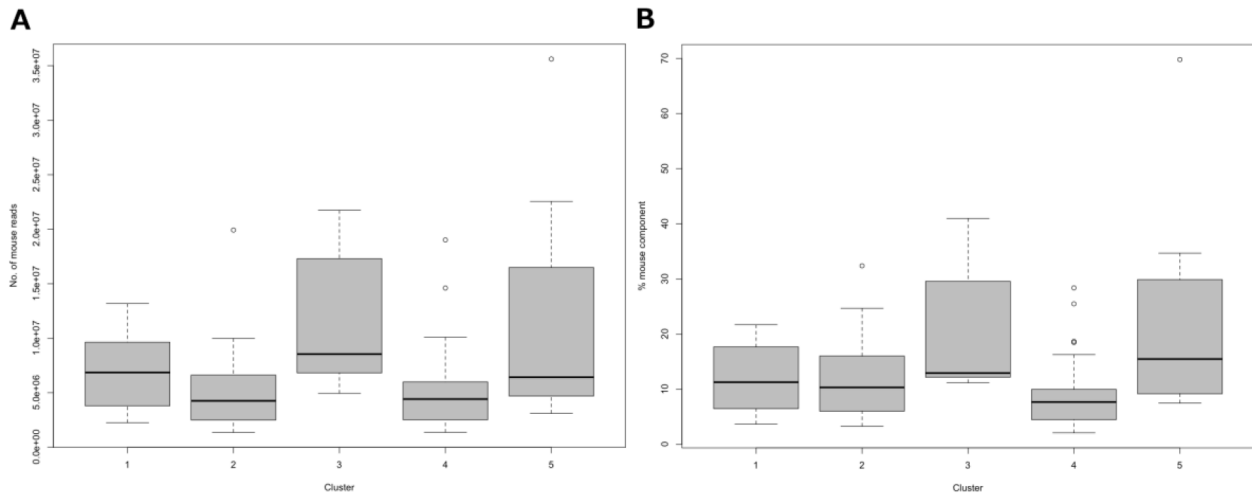 A
B
No. of mouse reads
0.0e+00 5.0e+06 1.0e+07 1.5e+07 2.0e+07 2.5e+07 3.0e+07 3.5e+07
1 2 3 4 5
Cluster
% mouse component
0 10 20 30 40 50 60 70
1 2 3 4 5
Cluster